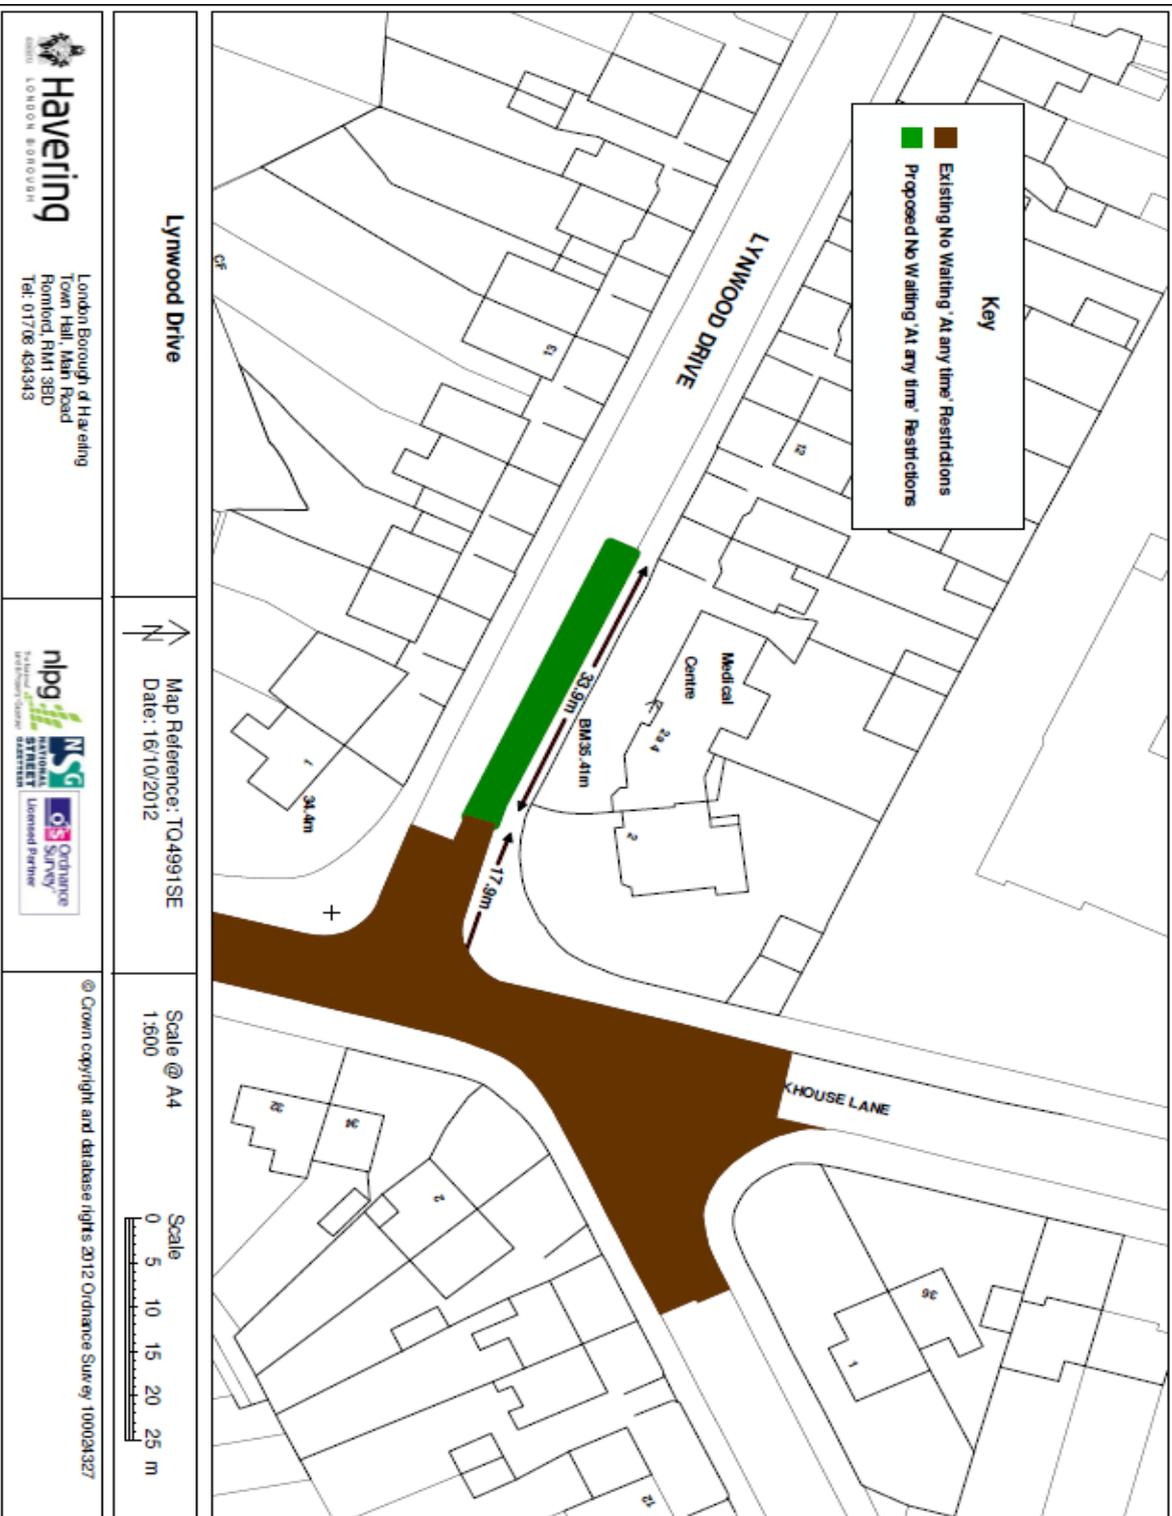 Key
Existing No Waiting 'At any time' Restrictions
Proposed No Waiting 'At any time' Restrictions
LYNWOOD DRIVE
12
13
CF
Medical
Centre
2a 4
BM 35.41m
33.9m
17.9m
2
1
34.4m
KHOUSE LANE
36
1
32
34
2
12
Lynwood Drive
N
Map Reference: TQ4991SE
Date: 16/10/2012
Scale @ A4
1:600
Scale
0 5 10 15 20 25 m
Havering
LONDON BOROUGH
London Borough of Havering
Town Hall, Main Road
Romford, RM1 3BD
Tel: 01708 434343
nlpg
NSG
NATIONAL
STREET
GAZETTEER
OS Ordnance
Survey
Licensed Partner
© Crown copyright and database rights 2012 Ordnance Survey 100024327